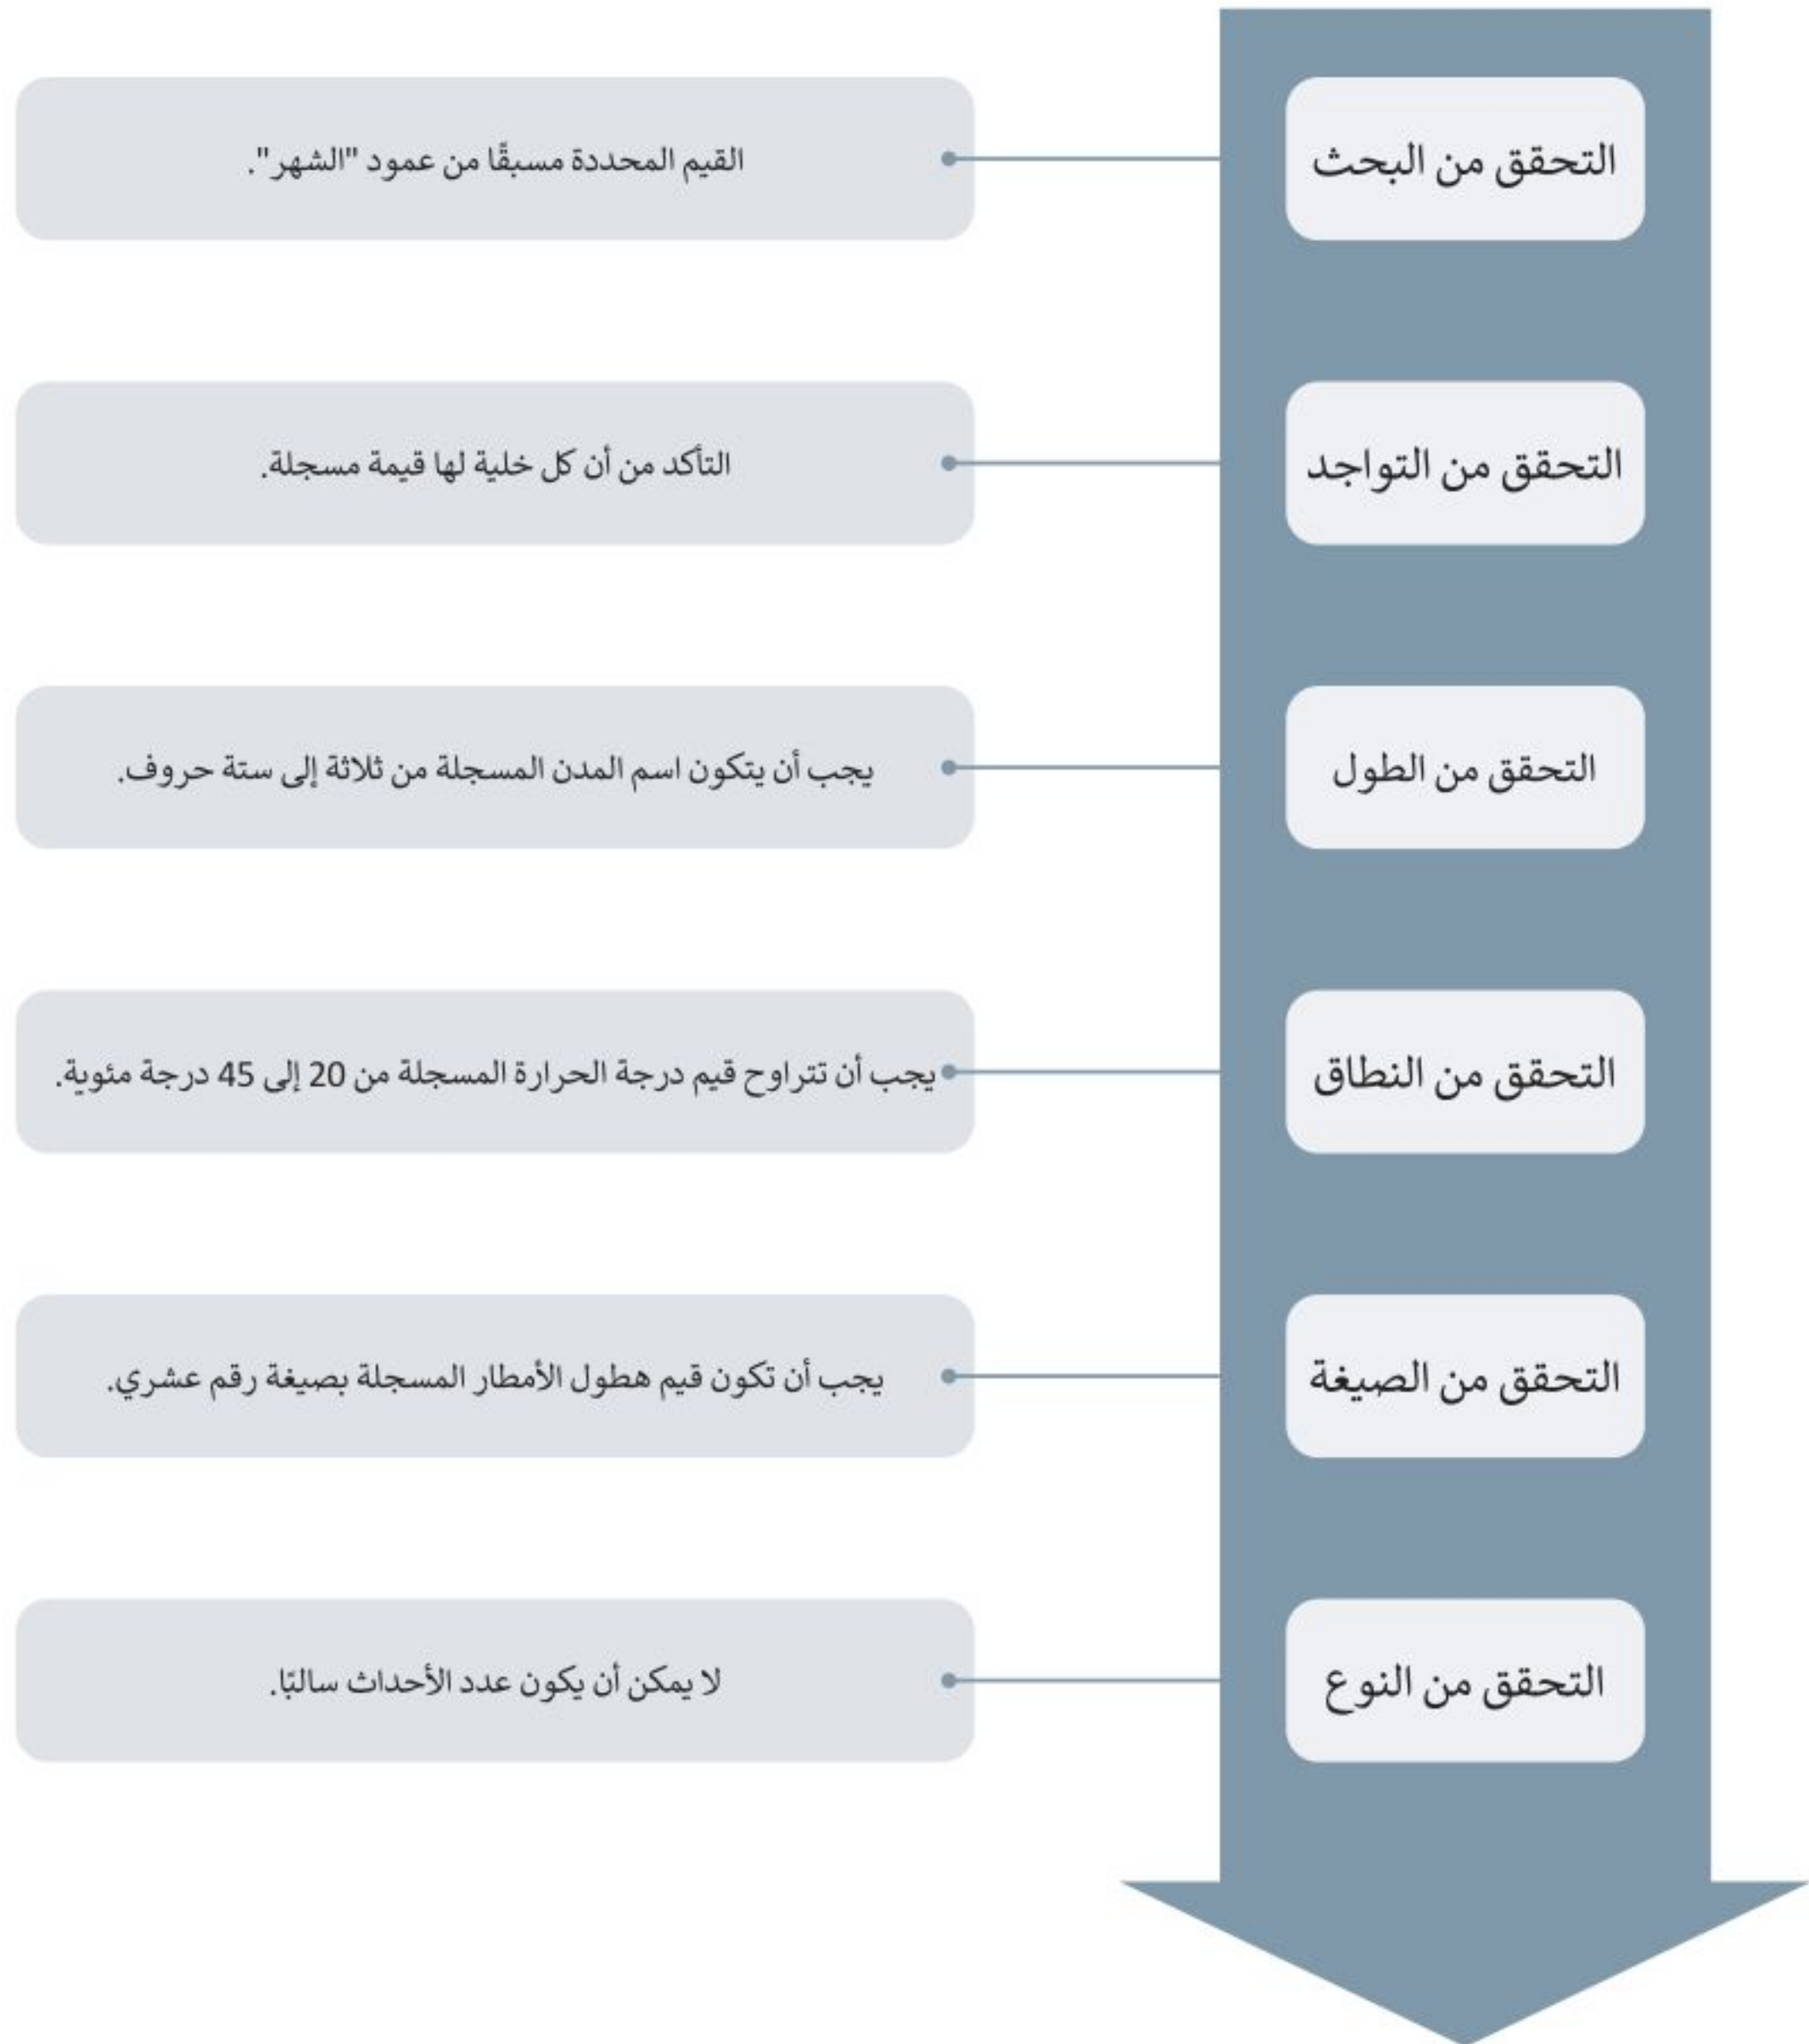 التحقق من البحث
القيم المحددة مسبقًا من عمود "الشهر".
التحقق من التواجد
التأكد من أن كل خلية لها قيمة مسجلة.
التحقق من الطول
يجب أن يتكون اسم المدن المسجلة من ثلاثة إلى ستة حروف.
التحقق من النطاق
يجب أن تتراوح قيم درجة الحرارة المسجلة من 20 إلى 45 درجة مئوية.
التحقق من الصيغة
يجب أن تكون قيم هطول الأمطار المسجلة بصيغة رقم عشري.
التحقق من النوع
لا يمكن أن يكون عدد الأحداث سالبًا.